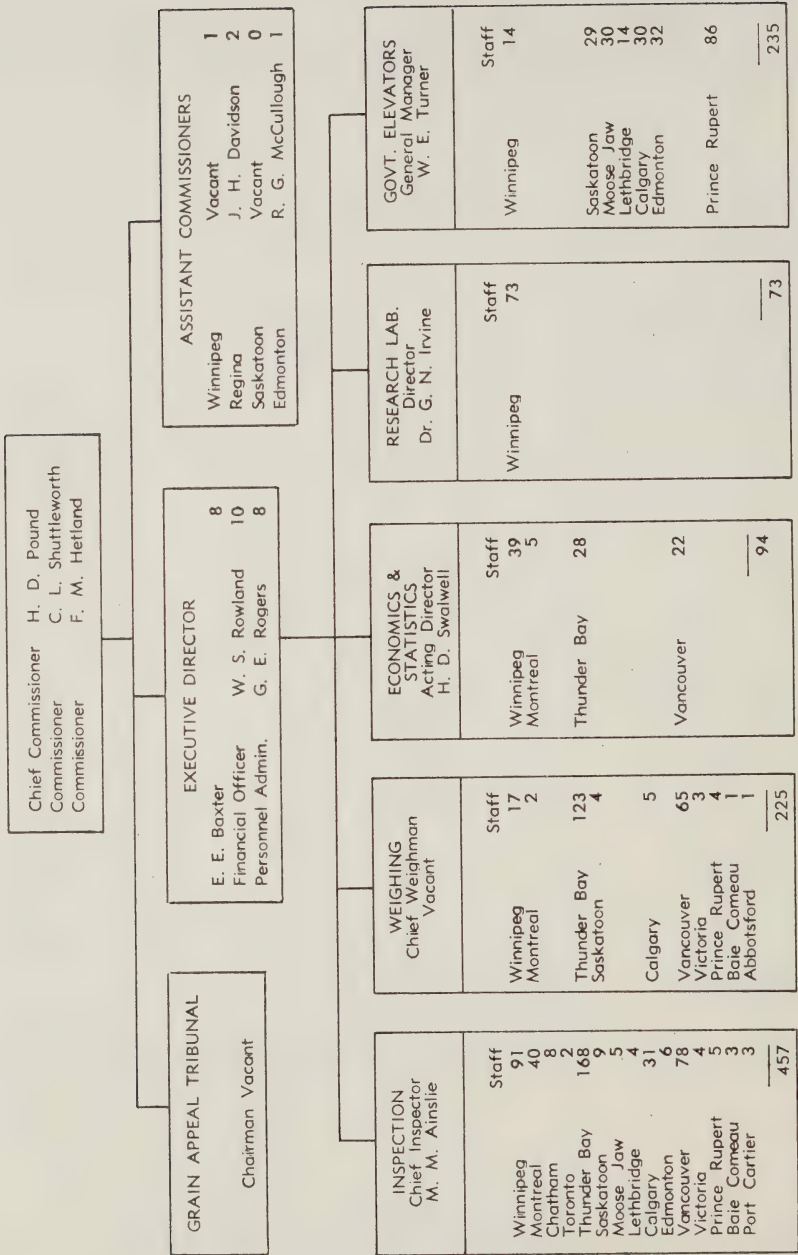 Chief Commissioner H. D. Pound
Commissioner C. L. Shuttleworth
Commissioner F. M. Hetland
GRAIN APPEAL TRIBUNAL
Chairman Vacant
EXECUTIVE DIRECTOR
E. E. Baxter 8
Financial Officer W. S. Rowland 10
Personnel Admin. G. E. Rogers 8
ASSISTANT COMMISSIONERS
Winnipeg Vacant 1
Regina J. H. Davidson 2
Saskatoon Vacant 0
Edmonton R. G. McCullough 1
INSPECTION
Chief Inspector
M. M. Ainslie
Staff
Winnipeg 91
Montreal 40
Chatham 8
Toronto 2
Thunder Bay 168
Saskatoon 9
Moose Jaw 5
Lethbridge 4
Calgary 31
Edmonton 6
Vancouver 78
Victoria 4
Prince Rupert 5
Baie Comeau 3
Port Cartier 3
457
WEIGHING
Chief Weighman
Vacant
Staff
Winnipeg 17
Montreal 2
Thunder Bay 123
Saskatoon 4
Calgary 5
Vancouver 65
Victoria 3
Prince Rupert 4
Baie Comeau 1
Abbotsford 1
225
ECONOMICS &
STATISTICS
Acting Director
H. D. Swalwell
Staff
Winnipeg 39
Montreal 5
Thunder Bay 28
Vancouver 22
94
RESEARCH LAB.
Director
Dr. G. N. Irvine
Staff
Winnipeg 73
73
GOVT. ELEVATORS
General Manager
W. E. Turner
Staff
Winnipeg 14
Saskatoon 29
Moose Jaw 30
Lethbridge 14
Calgary 30
Edmonton 32
Prince Rupert 86
235